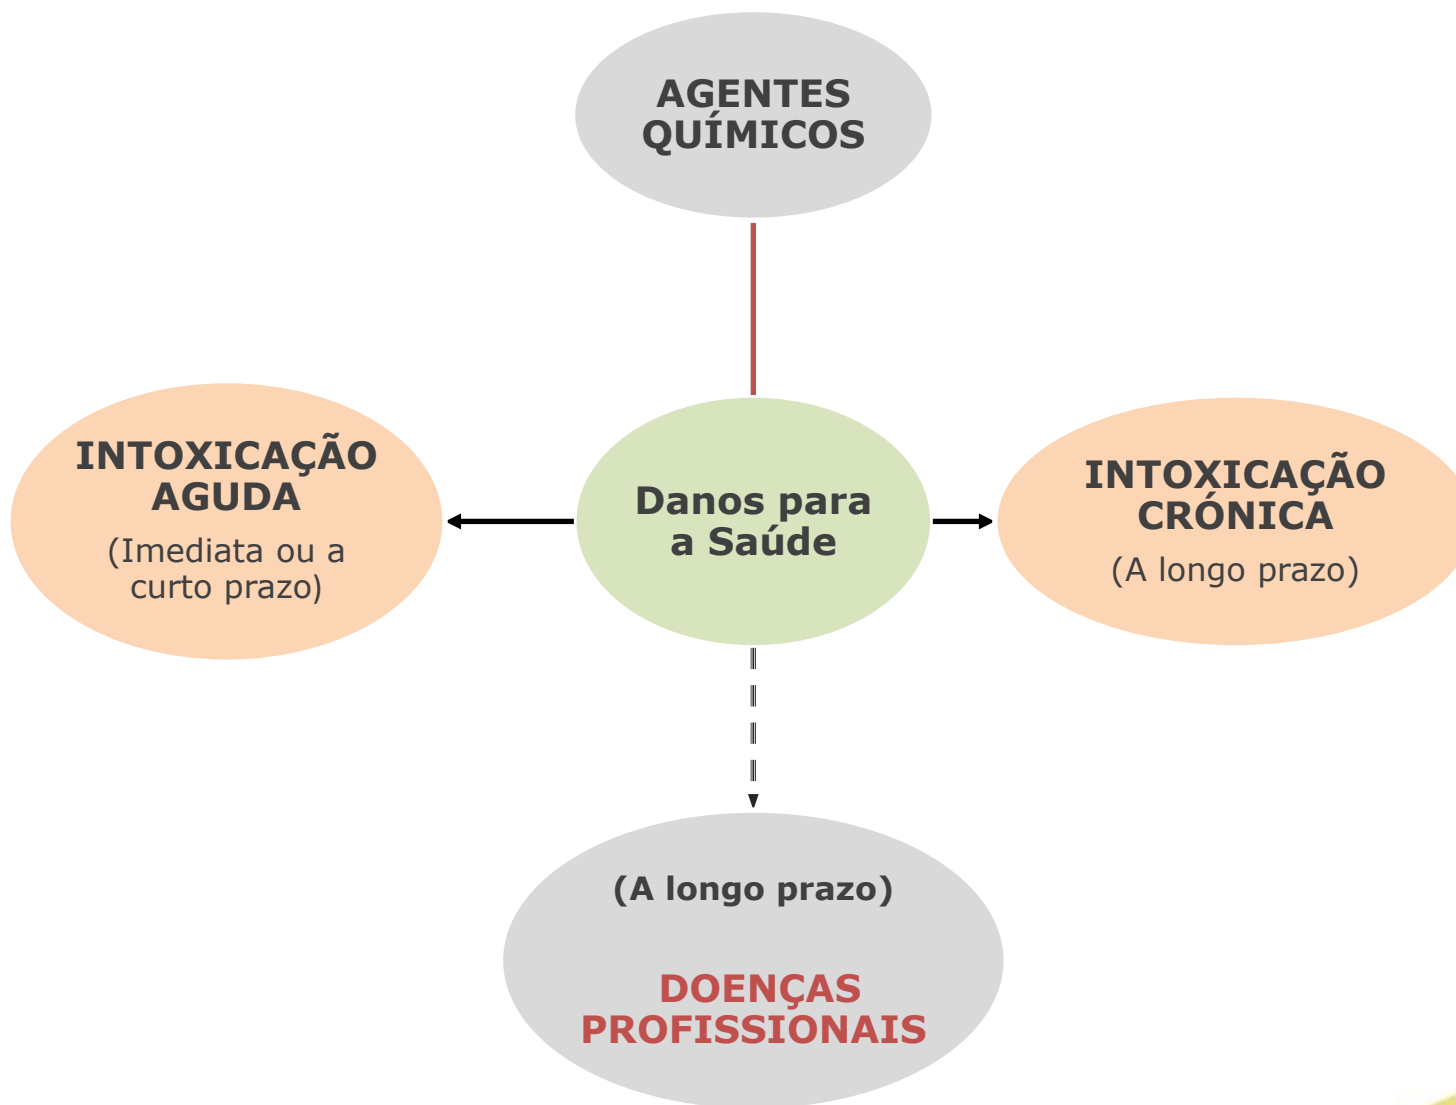 AGENTES
QUÍMICOS
INTOXICAÇÃO
AGUDA
(Imediata ou a
curto prazo)
Danos para
a Saúde
INTOXICAÇÃO
CRÓNICA
(A longo prazo)
(A longo prazo)
DOENÇAS
PROFISSIONAIS